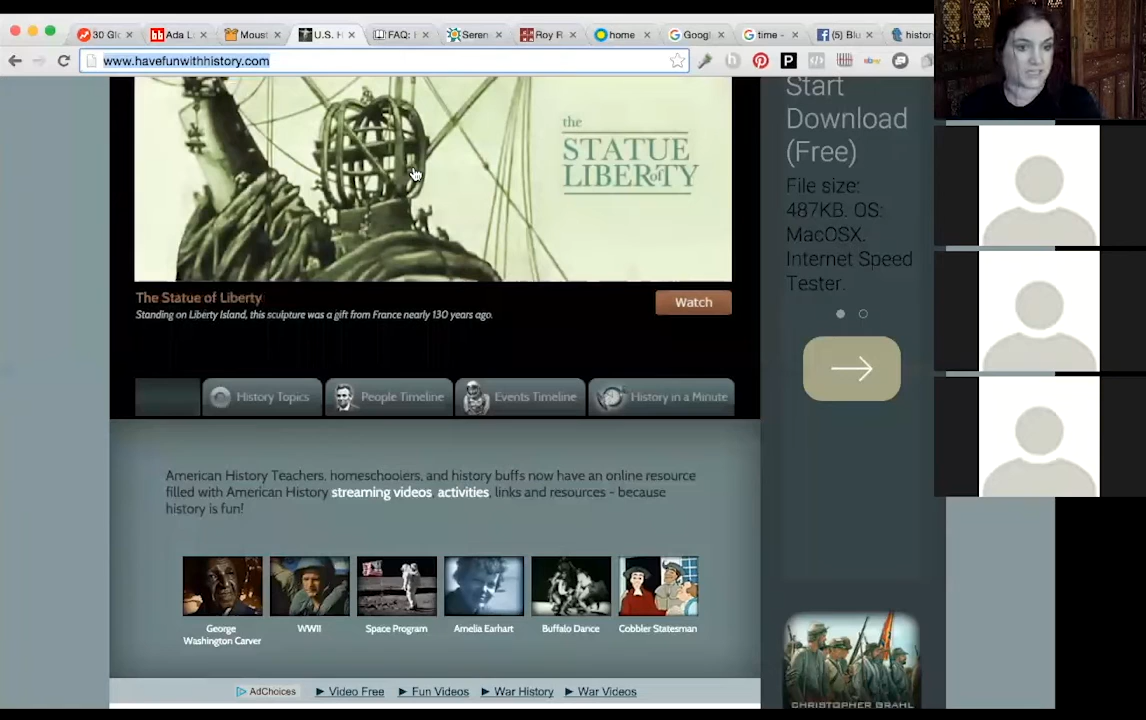 30 Glo
Ada L
Moust
U.S. H
FAQ: H
Seren
Roy R
home
Googl
time -
(5) Blu
histor
www.havefunwithhistory.com
the
STATUE
of
LIBERTY
Start
Download
(Free)
File size:
487KB. OS:
MacOSX.
Internet Speed
Tester.
The Statue of Liberty
Standing on Liberty Island, this sculpture was a gift from France nearly 130 years ago.
Watch
History Topics
People Timeline
Events Timeline
History in a Minute
American History Teachers, homeschoolers, and history buffs now have an online resource
filled with American History streaming videos activities, links and resources - because
history is fun!
George
Washington Carver
WWII
Space Program
Amelia Earhart
Buffalo Dance
Cobbler Statesman
AdChoices
Video Free
Fun Videos
War History
War Videos
CHRISTOPHER GRAHL